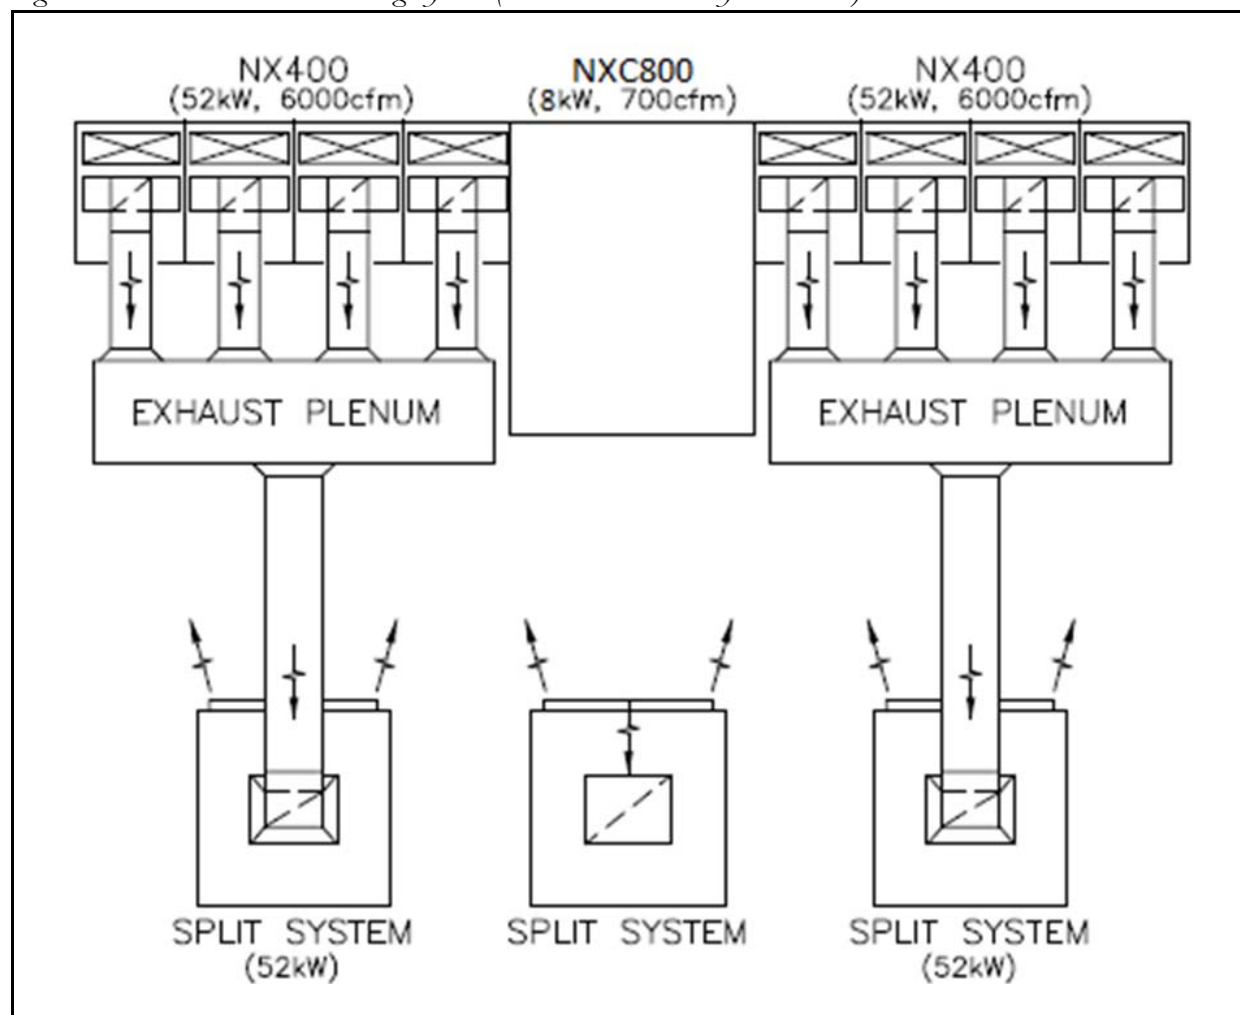 NX400 NXC800 NX400
(52kW, 6000cfm) (8kW, 700cfm) (52kW, 6000cfm)
EXHAUST PLENUM EXHAUST PLENUM
SPLIT SYSTEM SPLIT SYSTEM SPLIT SYSTEM
(52kW) (52kW)